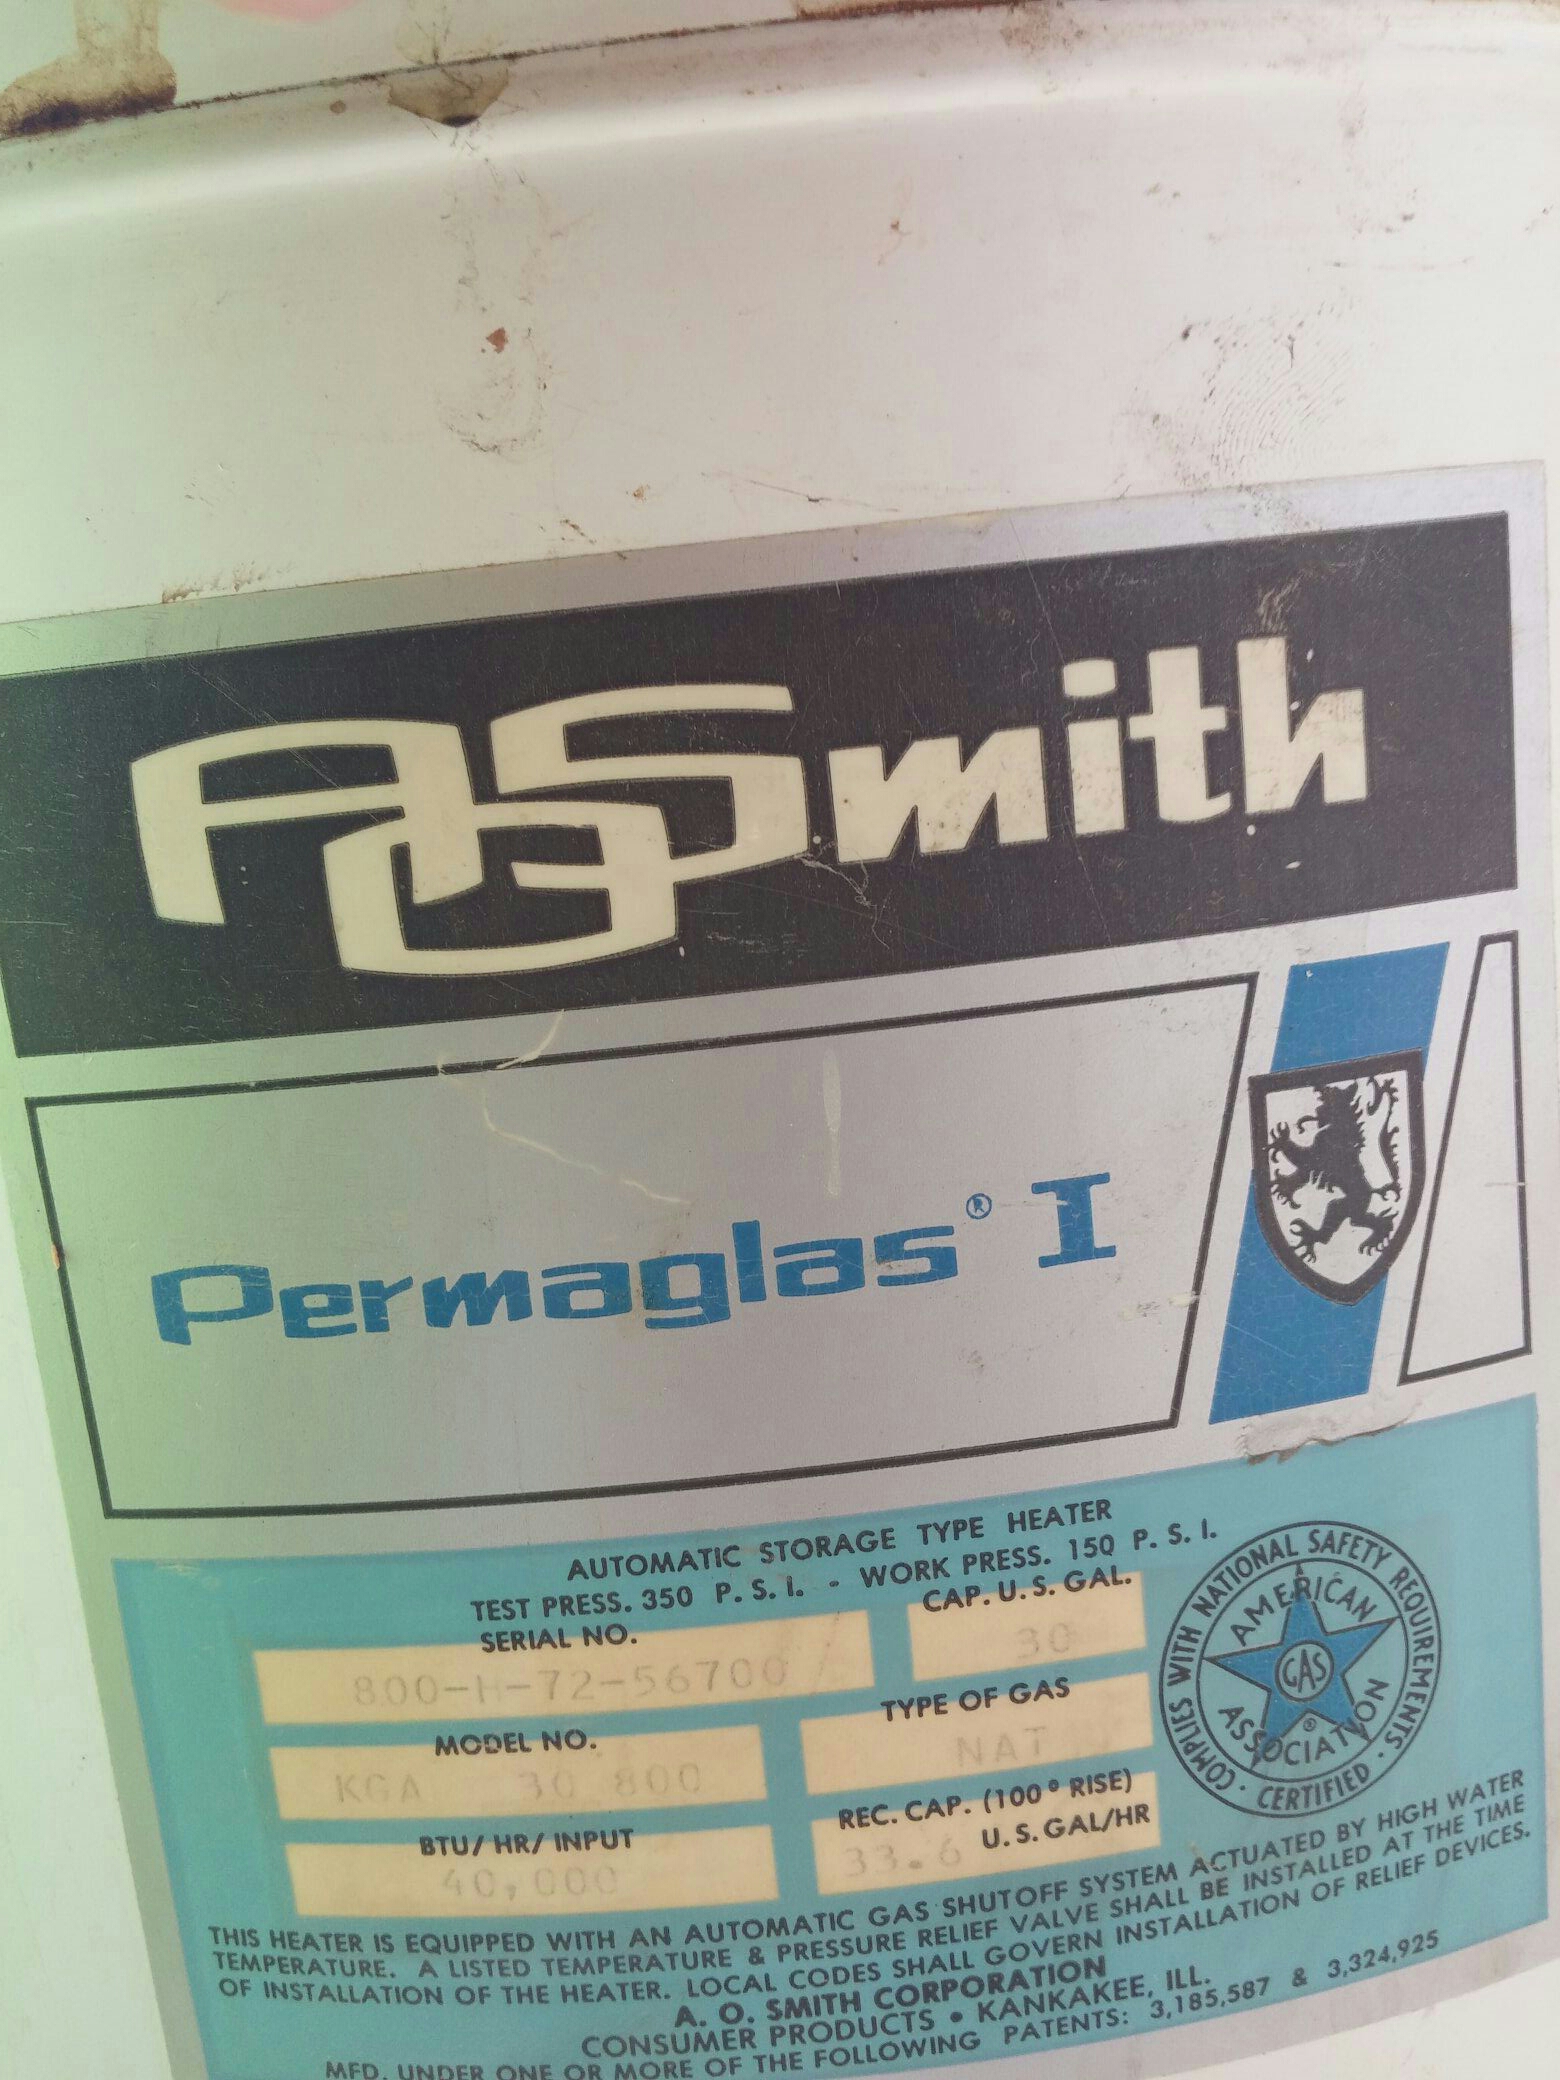 AOSmith
Permaglas® I
AUTOMATIC STORAGE TYPE HEATER
TEST PRESS. 350 P. S. I. - WORK PRESS. 150 P. S. I.
SERIAL NO.
800-H-72-56700
CAP. U. S. GAL.
30
MODEL NO.
KGA 30 800
TYPE OF GAS
NAT
BTU/ HR/ INPUT
40,000
REC. CAP. (100° RISE)
U. S. GAL/HR
33.6
COMPLIES WITH NATIONAL SAFETY REQUIREMENTS · CERTIFIED ·
AMERICAN
GAS
ASSOCIATION
®
THIS HEATER IS EQUIPPED WITH AN AUTOMATIC GAS SHUTOFF SYSTEM ACTUATED BY HIGH WATER
TEMPERATURE. A LISTED TEMPERATURE & PRESSURE RELIEF VALVE SHALL BE INSTALLED AT THE TIME
OF INSTALLATION OF THE HEATER. LOCAL CODES SHALL GOVERN INSTALLATION OF RELIEF DEVICES.
A. O. SMITH CORPORATION
CONSUMER PRODUCTS • KANKAKEE, ILL.
MFD. UNDER ONE OR MORE OF THE FOLLOWING PATENTS: 3,185,587 & 3,324,925